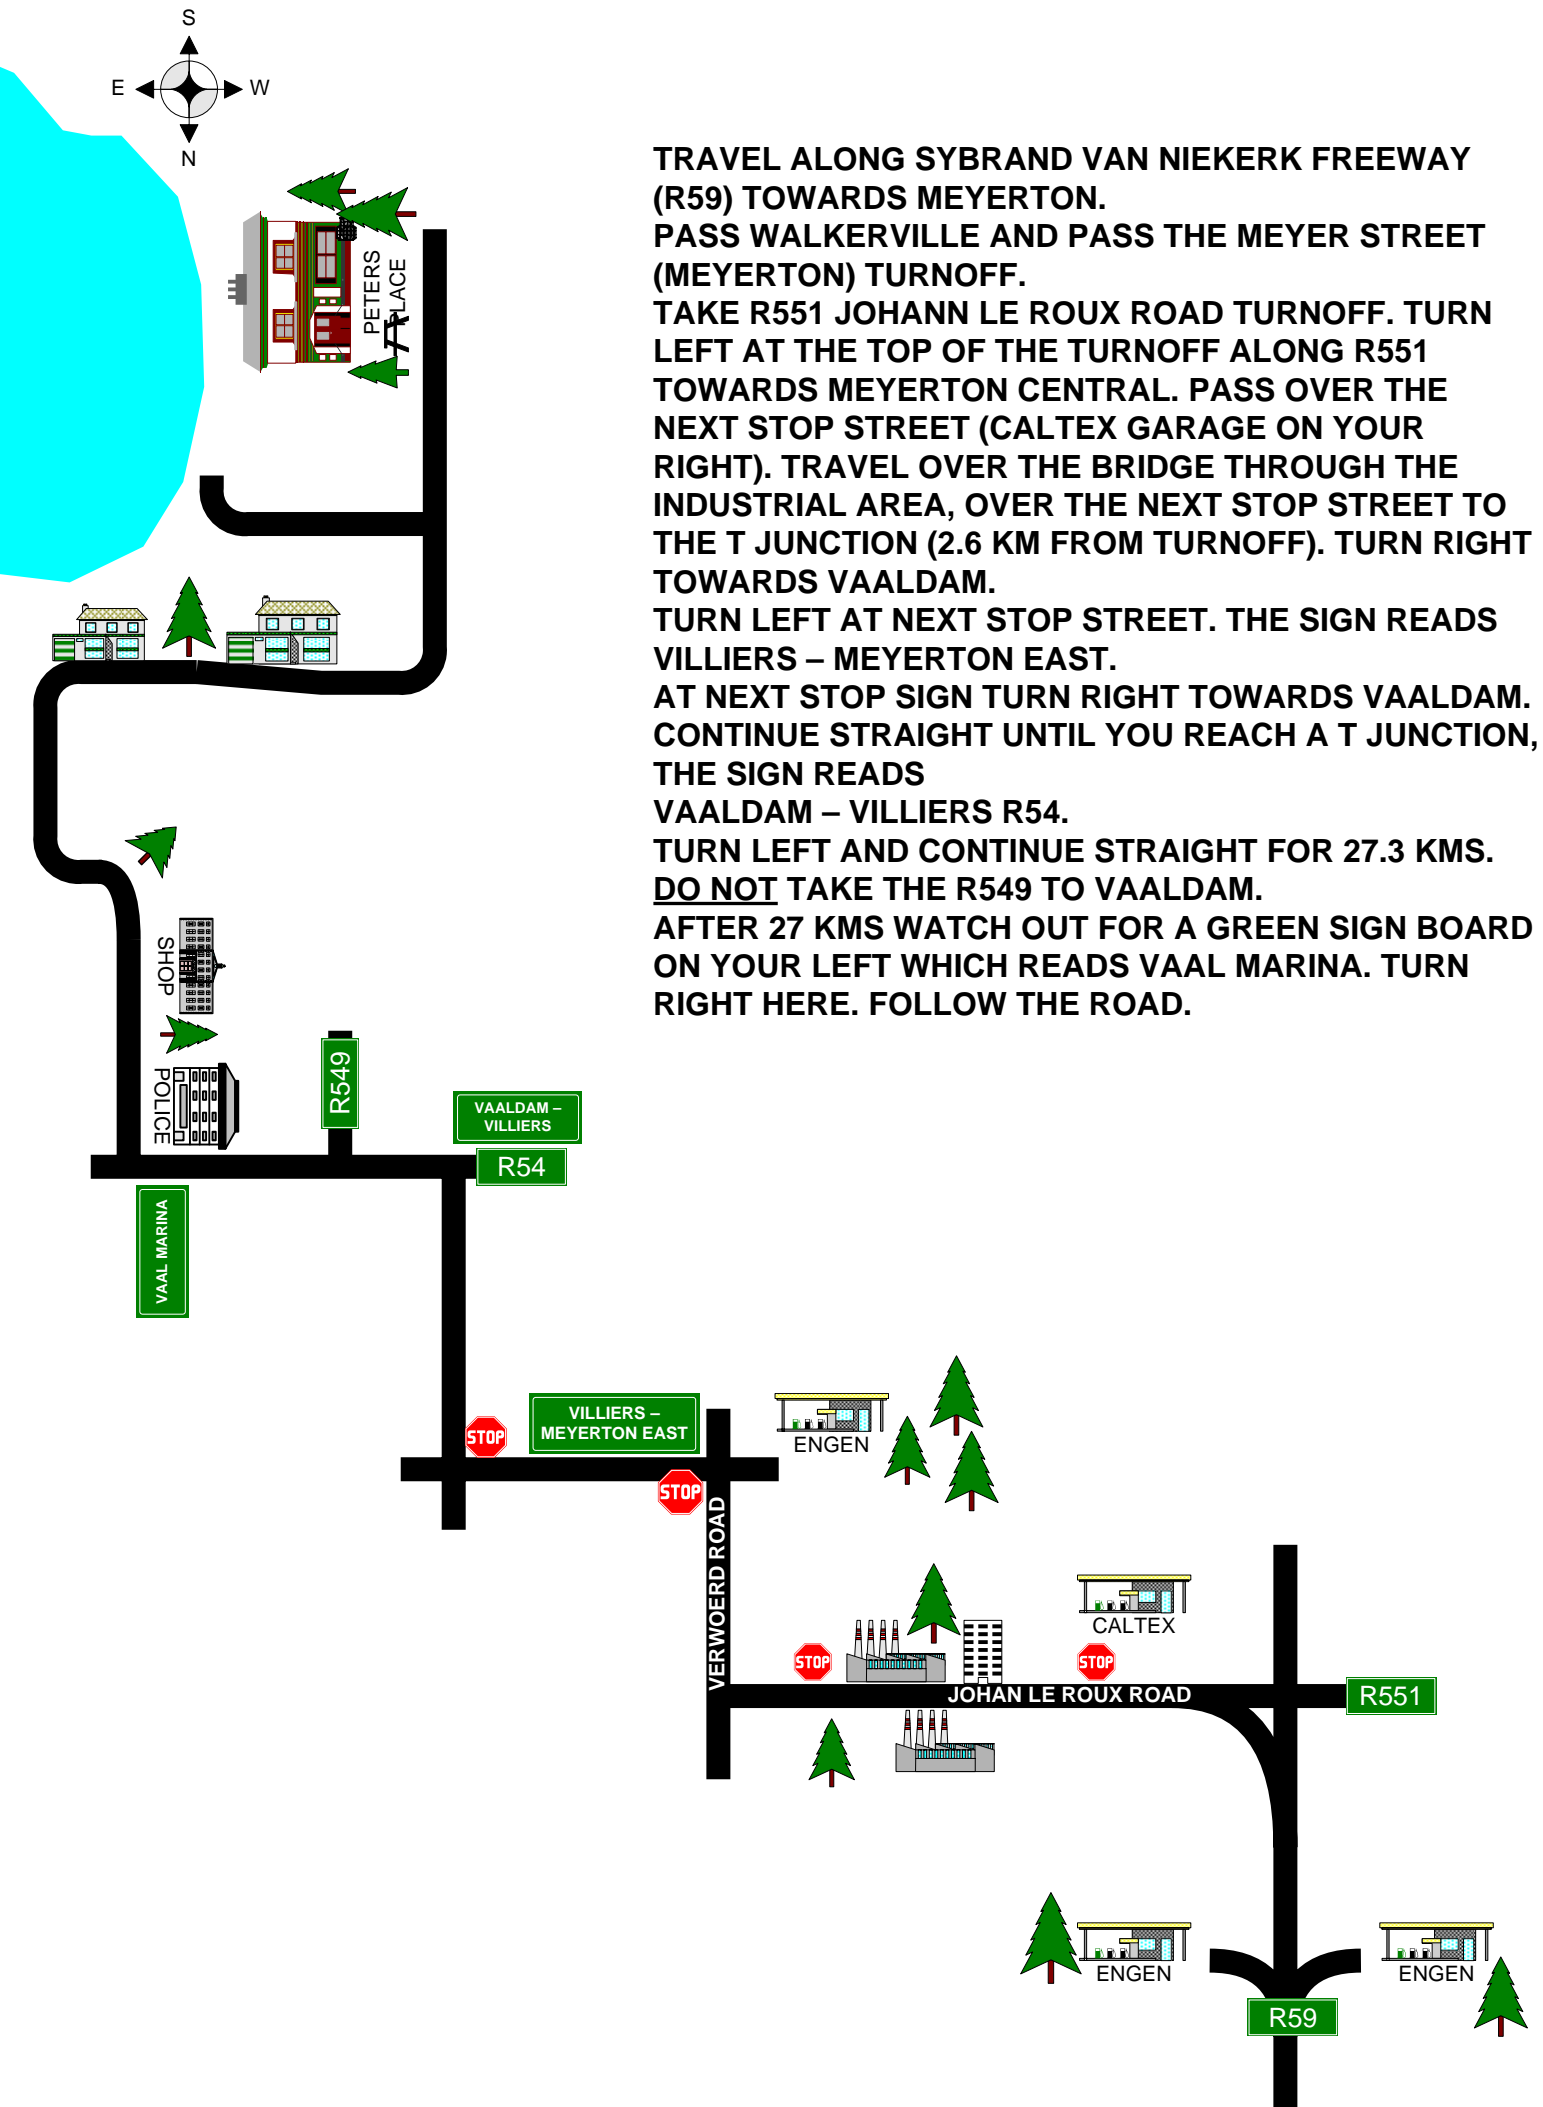 S
E
W
N
TRAVEL ALONG SYBRAND VAN NIEKERK FREEWAY
(R59) TOWARDS MEYERTON.
PASS WALKERVILLE AND PASS THE MEYER STREET
(MEYERTON) TURNOFF.
TAKE R551 JOHANN LE ROUX ROAD TURNOFF. TURN
LEFT AT THE TOP OF THE TURNOFF ALONG R551
TOWARDS MEYERTON CENTRAL. PASS OVER THE
NEXT STOP STREET (CALTEX GARAGE ON YOUR
RIGHT). TRAVEL OVER THE BRIDGE THROUGH THE
INDUSTRIAL AREA, OVER THE NEXT STOP STREET TO
THE T JUNCTION (2.6 KM FROM TURNOFF). TURN RIGHT
TOWARDS VAALDAM.
TURN LEFT AT NEXT STOP STREET. THE SIGN READS
VILLIERS – MEYERTON EAST.
AT NEXT STOP SIGN TURN RIGHT TOWARDS VAALDAM.
CONTINUE STRAIGHT UNTIL YOU REACH A T JUNCTION,
THE SIGN READS
VAALDAM – VILLIERS R54.
TURN LEFT AND CONTINUE STRAIGHT FOR 27.3 KMS.
DO NOT TAKE THE R549 TO VAALDAM.
AFTER 27 KMS WATCH OUT FOR A GREEN SIGN BOARD
ON YOUR LEFT WHICH READS VAAL MARINA. TURN
RIGHT HERE. FOLLOW THE ROAD.
PETERS
PLACE
SHOP
POLICE
R549
VAALDAM –
VILLIERS
R54
VAAL MARINA
STOP
VILLIERS –
MEYERTON EAST
STOP
ENGEN
VERWOERD ROAD
CALTEX
STOP
STOP
JOHAN LE ROUX ROAD
R551
ENGEN
ENGEN
R59